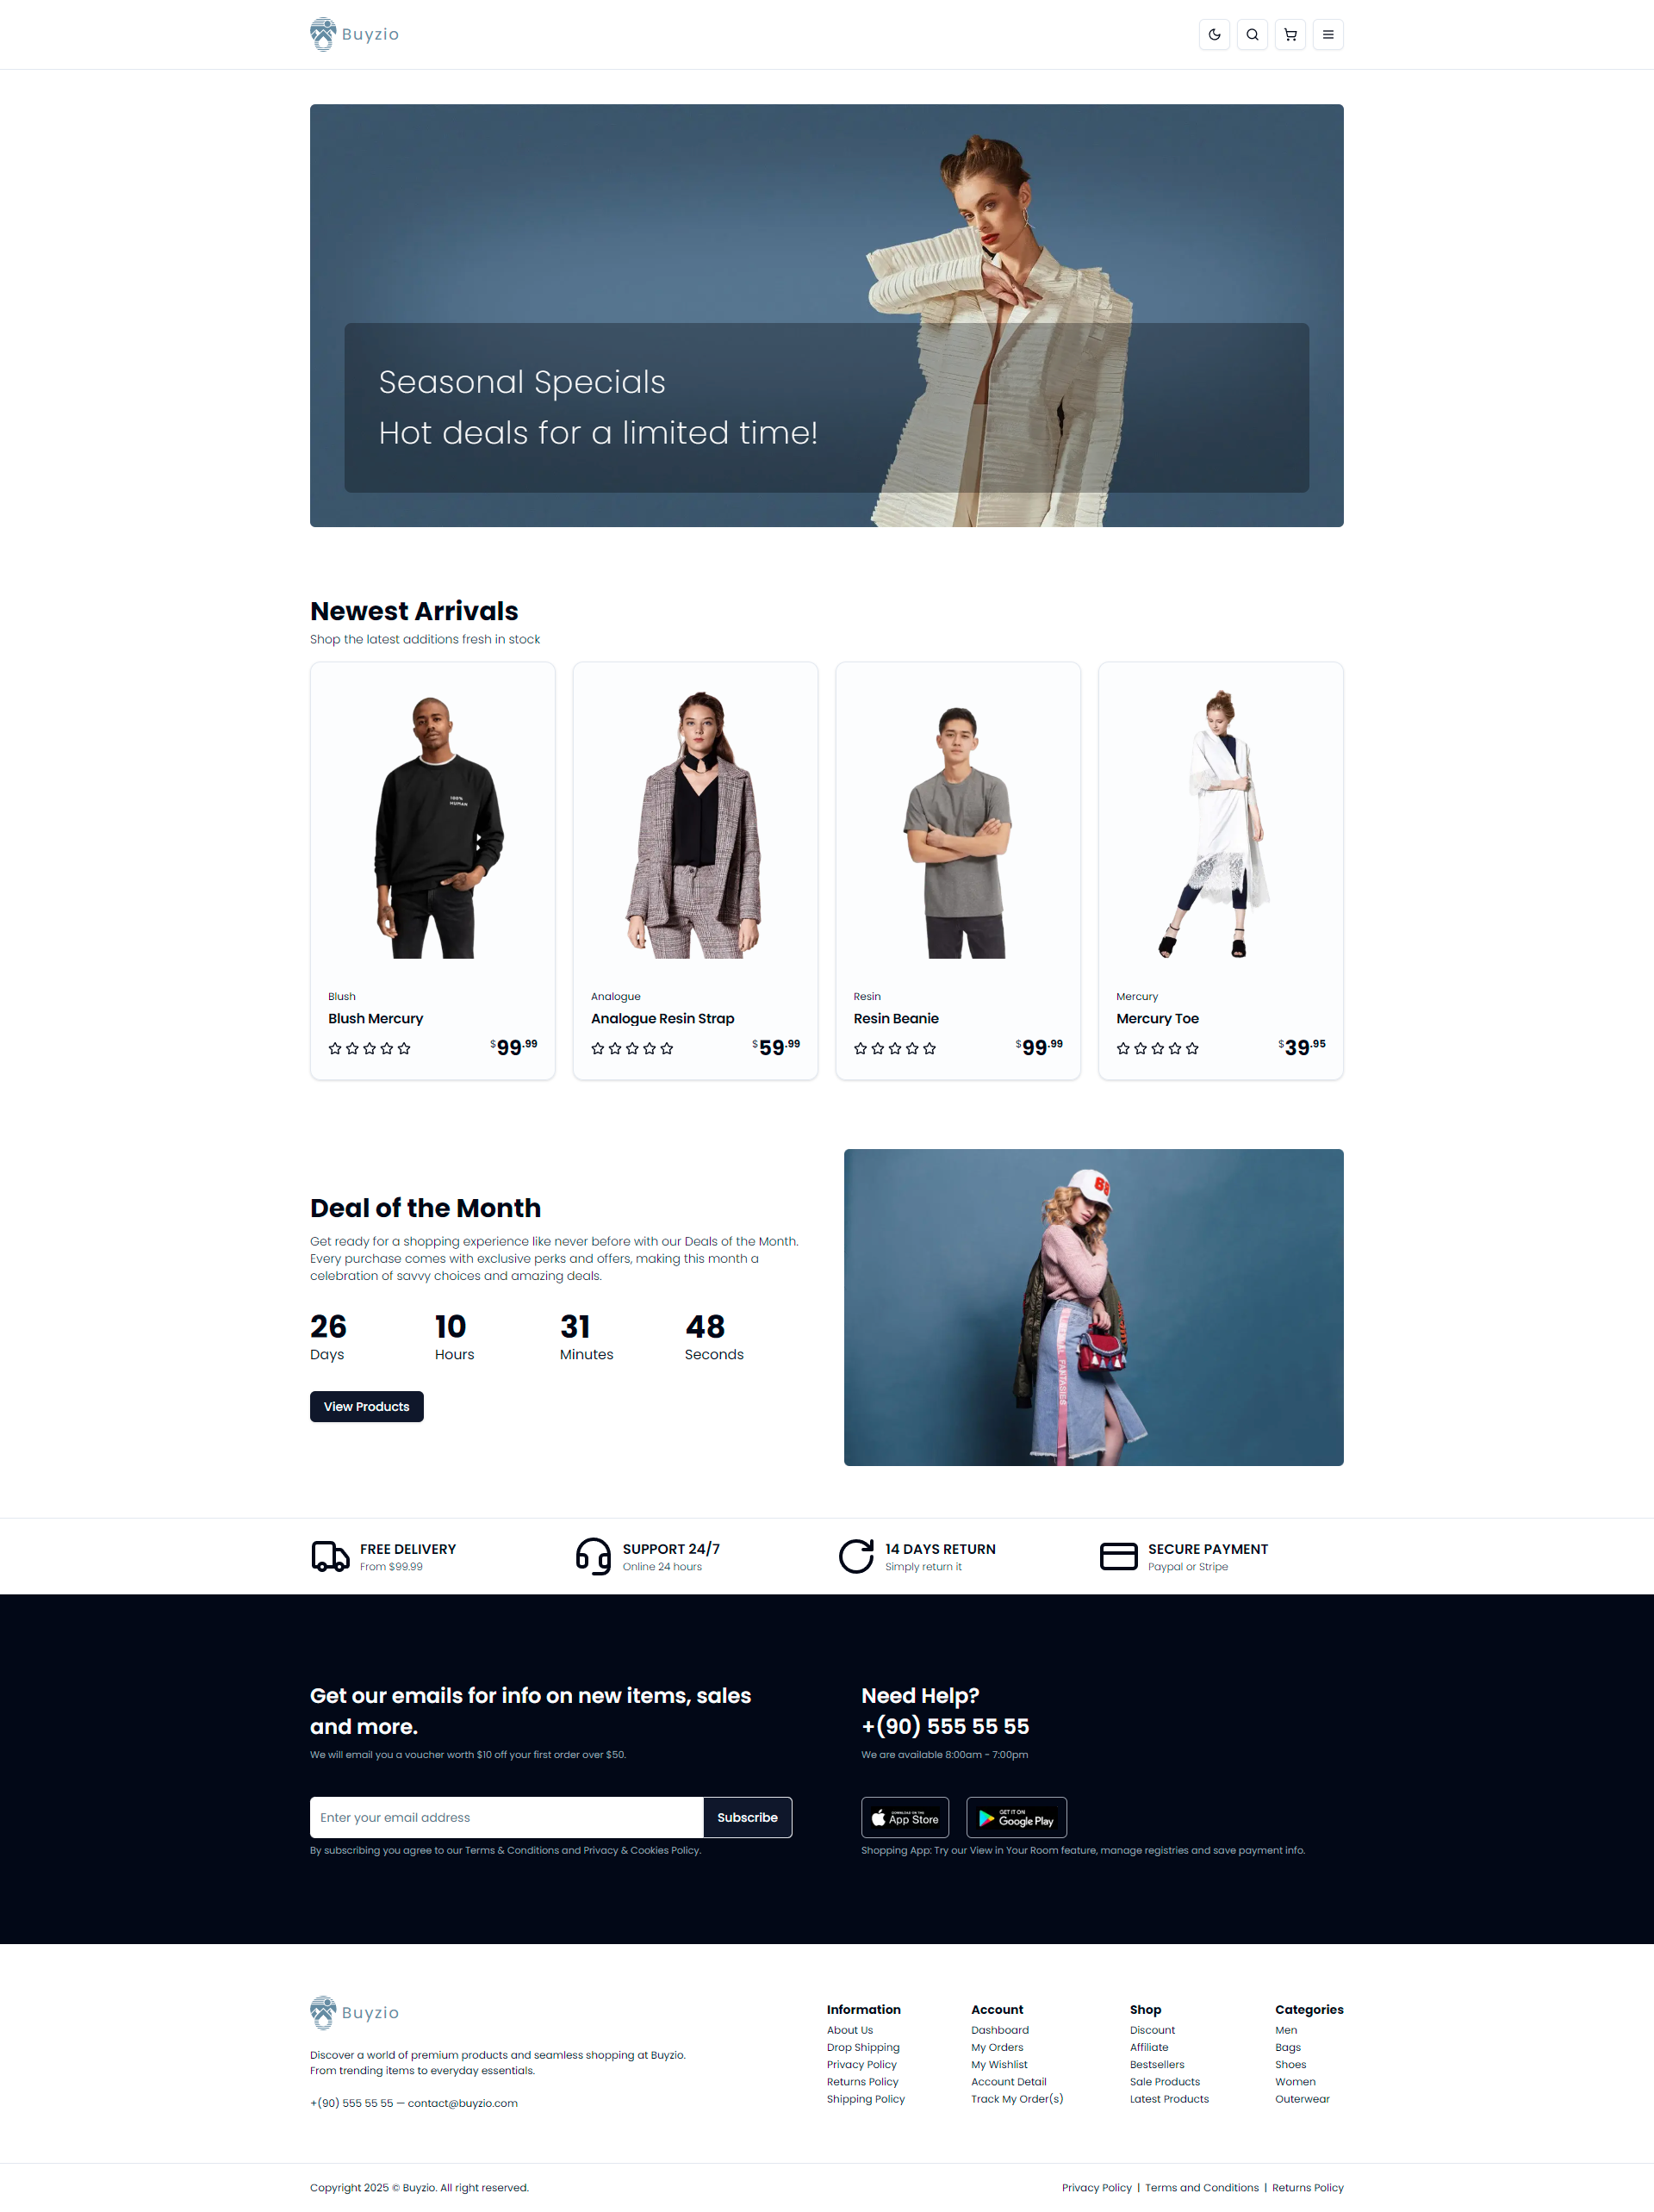 Buyzio
Seasonal Specials
Hot deals for a limited time!
Newest Arrivals
Shop the latest additions fresh in stock
100%
HUMAN
Blush
Blush Mercury
$99.99
Analogue
Analogue Resin Strap
$59.99
Resin
Resin Beanie
$99.99
Mercury
Mercury Toe
$39.95
Deal of the Month
Get ready for a shopping experience like never before with our Deals of the Month.
Every purchase comes with exclusive perks and offers, making this month a
celebration of savvy choices and amazing deals.
26 10 31 48
Days Hours Minutes Seconds
View Products
FREE DELIVERY
From $99.99
SUPPORT 24/7
Online 24 hours
14 DAYS RETURN
Simply return it
SECURE PAYMENT
Paypal or Stripe
Get our emails for info on new items, sales
and more.
We will email you a voucher worth $10 off your first order over $50.
Enter your email address
Subscribe
By subscribing you agree to our Terms & Conditions and Privacy & Cookies Policy.
Need Help?
+(90) 555 55 55
We are available 8:00am - 7:00pm
DOWNLOAD ON THE
App Store
GET IT ON
Google Play
Shopping App: Try our View in Your Room feature, manage registries and save payment info.
Buyzio
Discover a world of premium products and seamless shopping at Buyzio.
From trending items to everyday essentials.
+(90) 555 55 55 — contact@buyzio.com
Information
About Us
Drop Shipping
Privacy Policy
Returns Policy
Shipping Policy
Account
Dashboard
My Orders
My Wishlist
Account Detail
Track My Order(s)
Shop
Discount
Affiliate
Bestsellers
Sale Products
Latest Products
Categories
Men
Bags
Shoes
Women
Outerwear
Copyright 2025 © Buyzio. All right reserved.
Privacy Policy | Terms and Conditions | Returns Policy